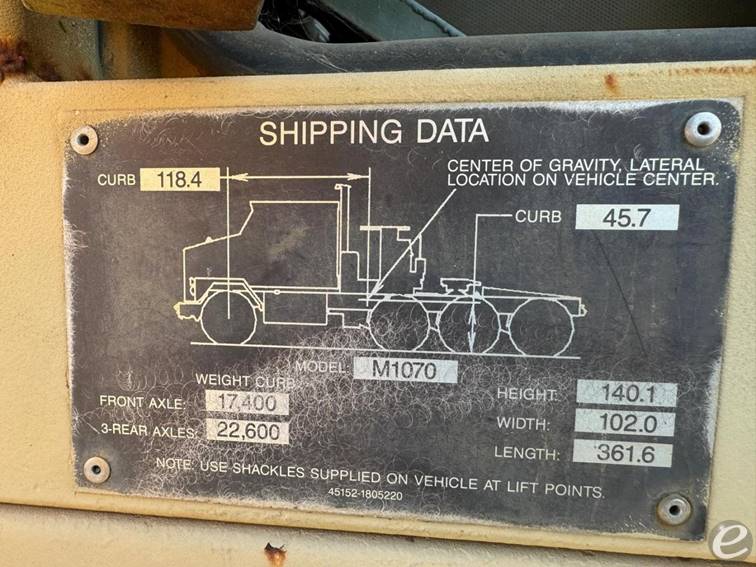 SHIPPING DATA
CENTER OF GRAVITY, LATERAL
LOCATION ON VEHICLE CENTER.
CURB 118.4
CURB 45.7
MODEL: M1070
WEIGHT CURB
FRONT AXLE: 17,400
3-REAR AXLES: 22,600
HEIGHT: 140.1
WIDTH: 102.0
LENGTH: 361.6
NOTE: USE SHACKLES SUPPLIED ON VEHICLE AT LIFT POINTS.
45152-1805220
e